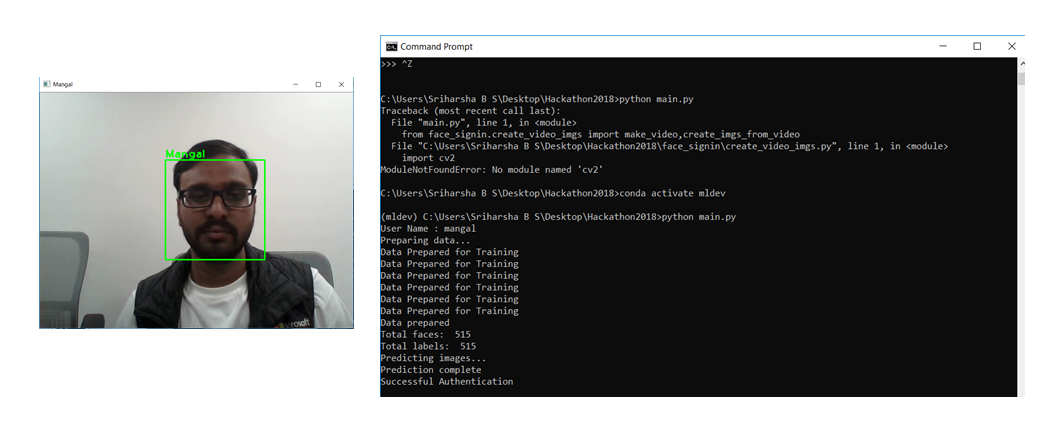 Mangal
Mangal
Command Prompt
>>> ^Z
C:\Users\Sriharsha B S\Desktop\Hackathon2018>python main.py
Traceback (most recent call last):
  File "main.py", line 1, in <module>
    from face_signin.create_video_imgs import make_video,create_imgs_from_video
  File "C:\Users\Sriharsha B S\Desktop\Hackathon2018\face_signin\create_video_imgs.py", line 1, in <module>
    import cv2
ModuleNotFoundError: No module named 'cv2'
C:\Users\Sriharsha B S\Desktop\Hackathon2018>conda activate mldev
(mldev) C:\Users\Sriharsha B S\Desktop\Hackathon2018>python main.py
User Name : mangal
Preparing data...
Data Prepared for Training
Data Prepared for Training
Data Prepared for Training
Data Prepared for Training
Data Prepared for Training
Data Prepared for Training
Data prepared
Total faces:  515
Total labels:  515
Predicting images...
Prediction complete
Successful Authentication